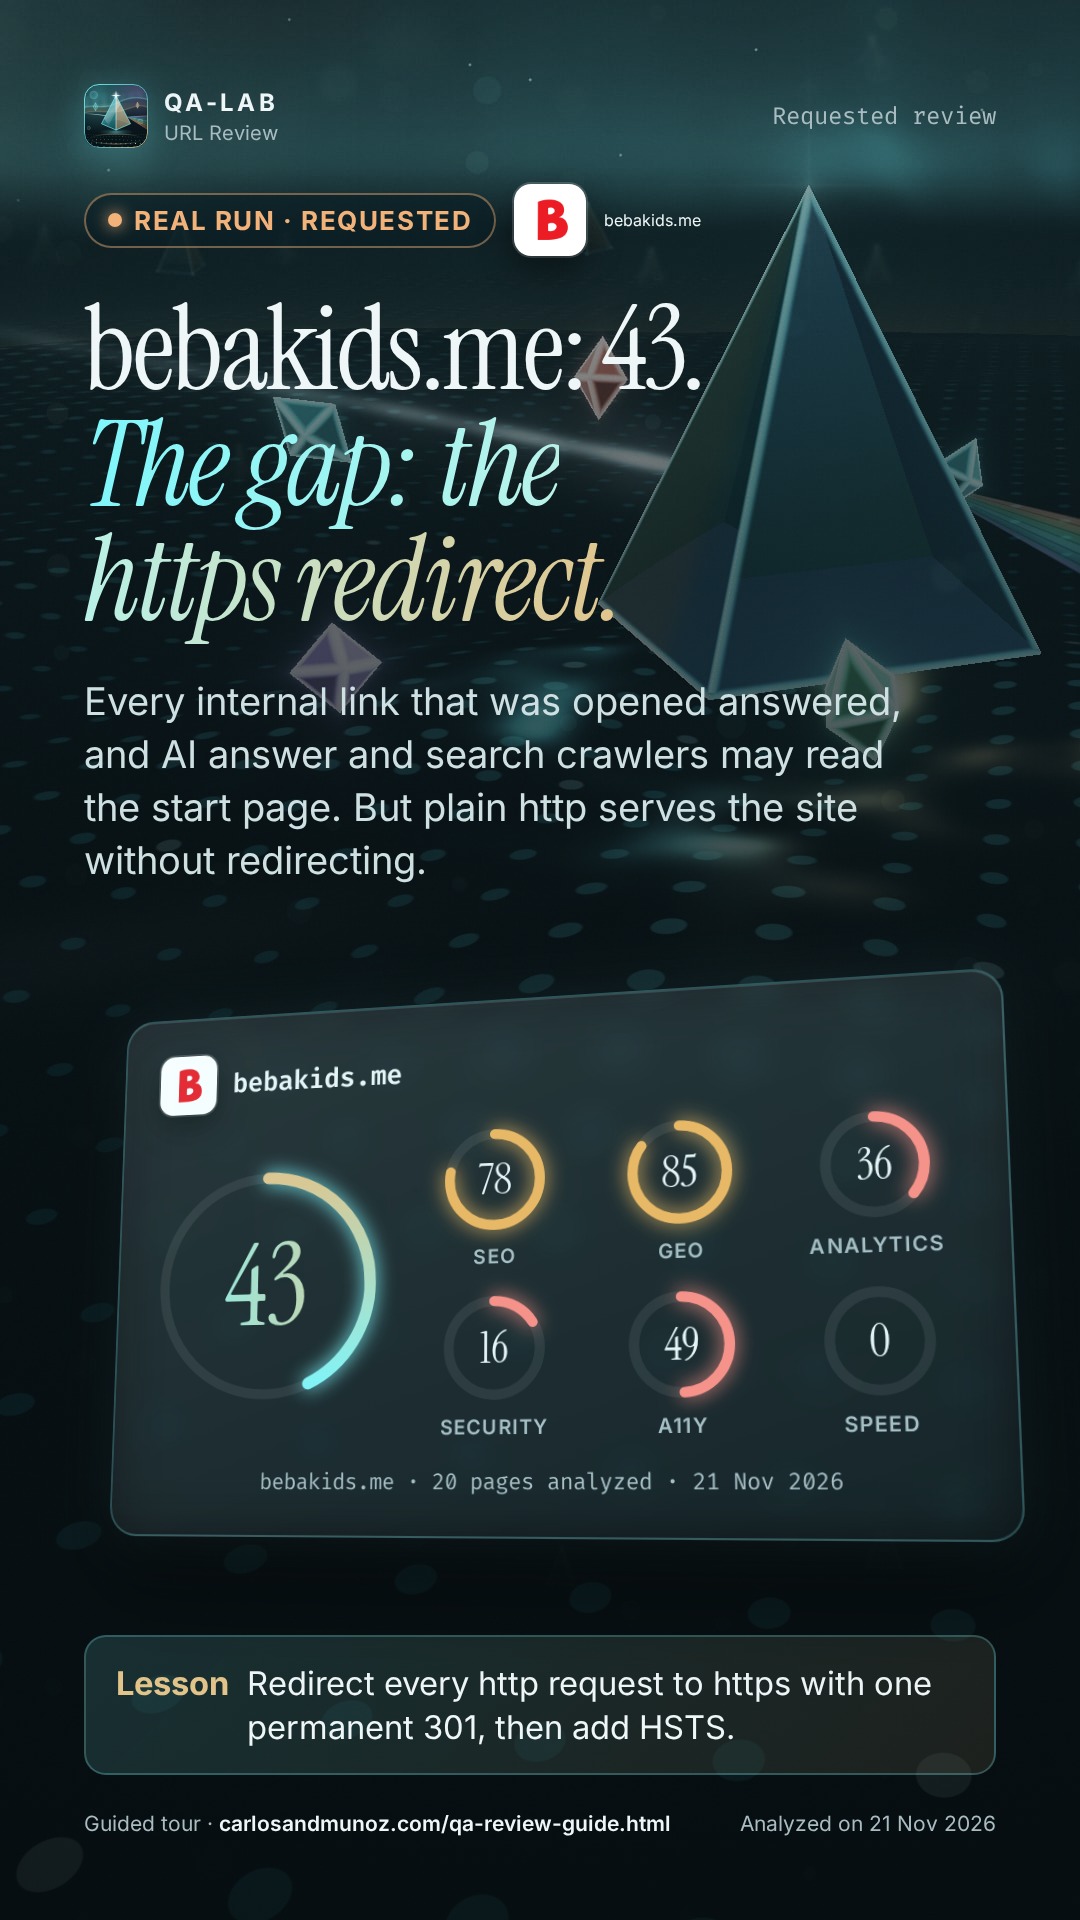 QA-LAB
URL Review
Requested review
REAL RUN · REQUESTED
B
bebakids.me
bebakids.me: 43.
The gap: the
https redirect.
Every internal link that was opened answered,
and AI answer and search crawlers may read
the start page. But plain http serves the site
without redirecting.
B
bebakids.me
43
78
SEO
85
GEO
36
ANALYTICS
16
SECURITY
49
A11Y
0
SPEED
bebakids.me · 20 pages analyzed · 21 Nov 2026
Lesson Redirect every http request to https with one
permanent 301, then add HSTS.
Guided tour · carlosandmunoz.com/qa-review-guide.html
Analyzed on 21 Nov 2026